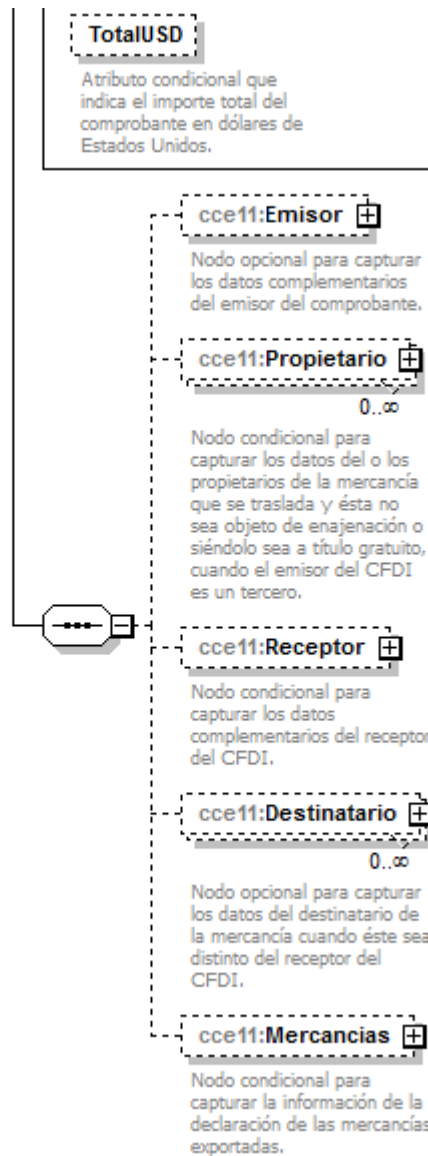 TotalUSD
Atributo condicional que
indica el importe total del
comprobante en dólares de
Estados Unidos.
cce11:Emisor
Nodo opcional para capturar
los datos complementarios
del emisor del comprobante.
cce11:Propietario
0..∞
Nodo condicional para
capturar los datos del o los
propietarios de la mercancía
que se traslada y ésta no
sea objeto de enajenación o
siéndolo sea a título gratuito,
cuando el emisor del CFDI
es un tercero.
cce11:Receptor
Nodo condicional para
capturar los datos
complementarios del receptor
del CFDI.
cce11:Destinatario
0..∞
Nodo opcional para capturar
los datos del destinatario de
la mercancía cuando éste sea
distinto del receptor del
CFDI.
cce11:Mercancias
Nodo condicional para
capturar la información de la
declaración de las mercancías
exportadas.